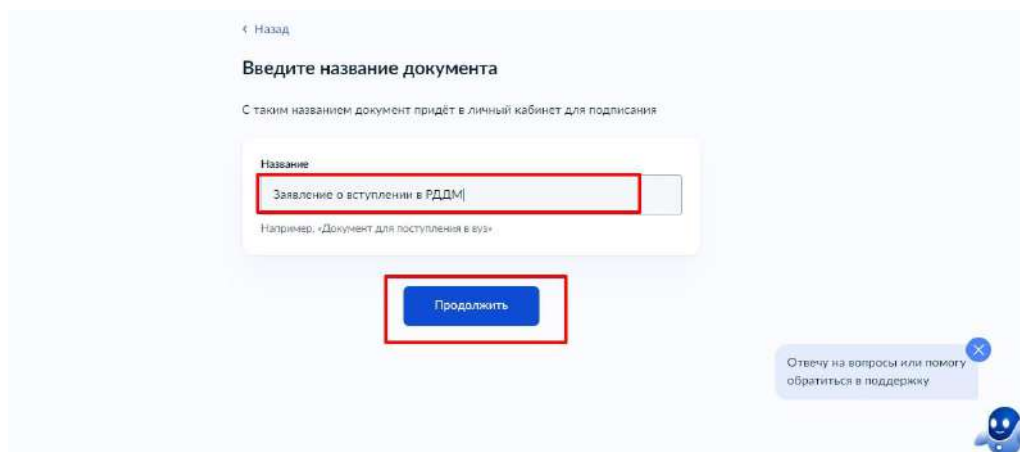 Назад
Введите название документа
С таким названием документ придёт в личный кабинет для подписания
Название
Заявление о вступлении в РДДМ
Например, «Документ для поступления в вуз»
Продолжить
Отвечу на вопросы или помогу
обратиться в поддержку